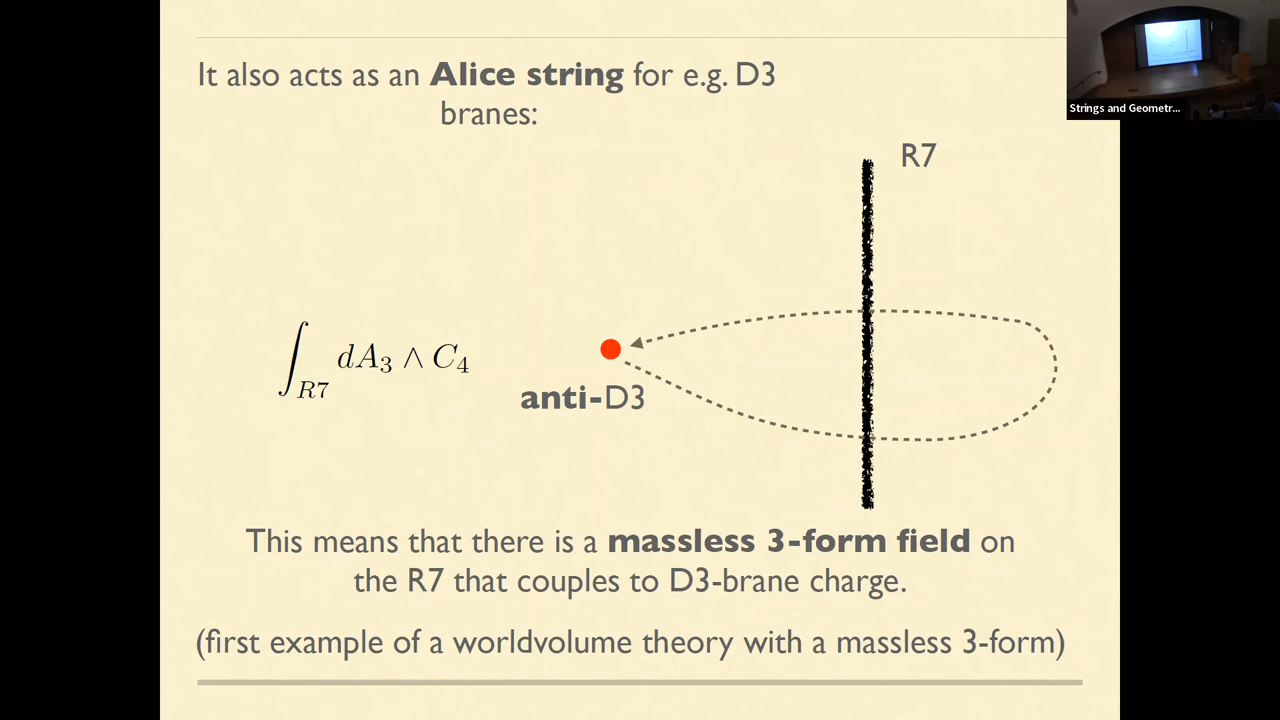 It also acts as an Alice string for e.g. D3
branes:
Strings and Geometr...
R7
∫_{R7} dA₃ ∧ C₄
anti-D3
This means that there is a massless 3-form field on
the R7 that couples to D3-brane charge.
(first example of a worldvolume theory with a massless 3-form)